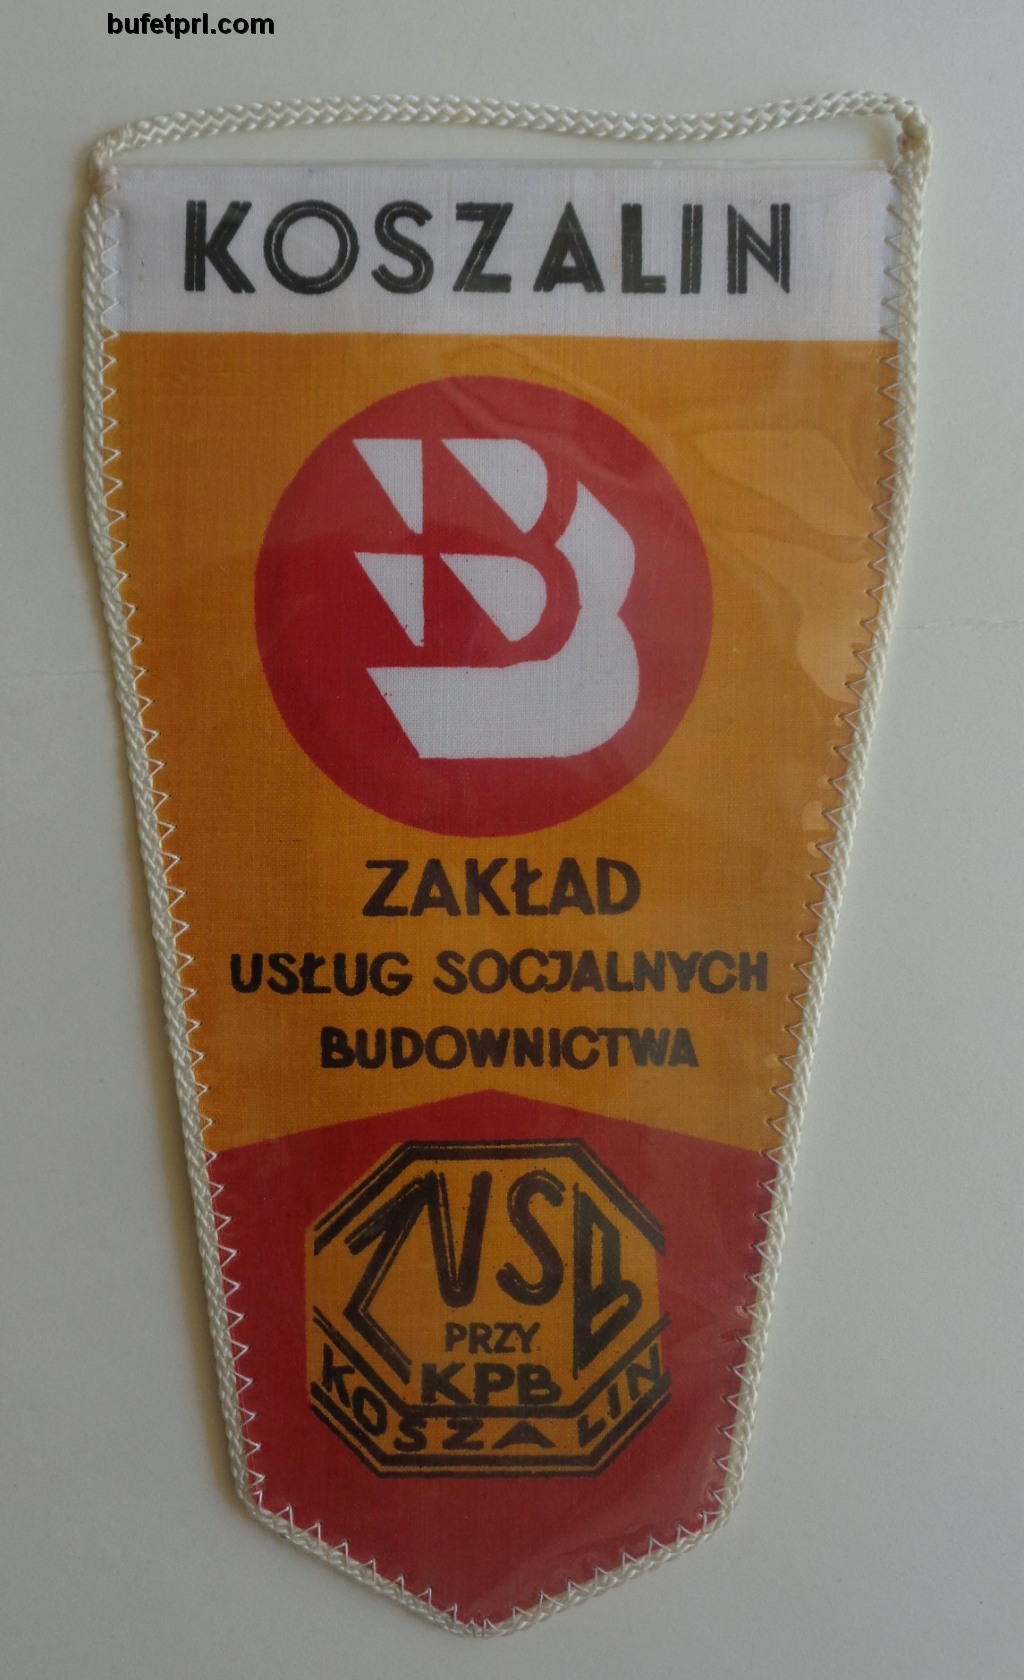 bufetprl.com
KOSZALIN
B
ZAKŁAD
USŁUG SOCJALNYCH
BUDOWNICTWA
ZUSB
PRZY
KPB
KOSZALIN